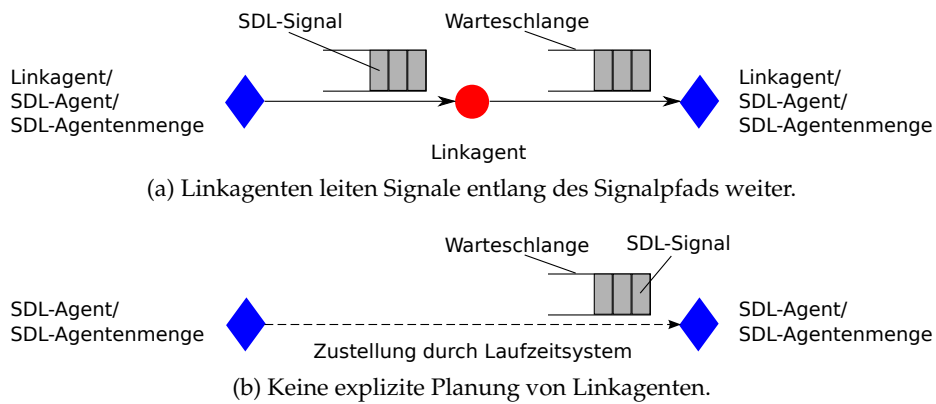 SDL-Signal
Warteschlange
Linkagent/
SDL-Agent/
SDL-Agentenmenge
Linkagent/
SDL-Agent/
SDL-Agentenmenge
Linkagent
(a) Linkagenten leiten Signale entlang des Signalpfads weiter.
Warteschlange
SDL-Signal
SDL-Agent/
SDL-Agentenmenge
SDL-Agent/
SDL-Agentenmenge
Zustellung durch Laufzeitsystem
(b) Keine explizite Planung von Linkagenten.